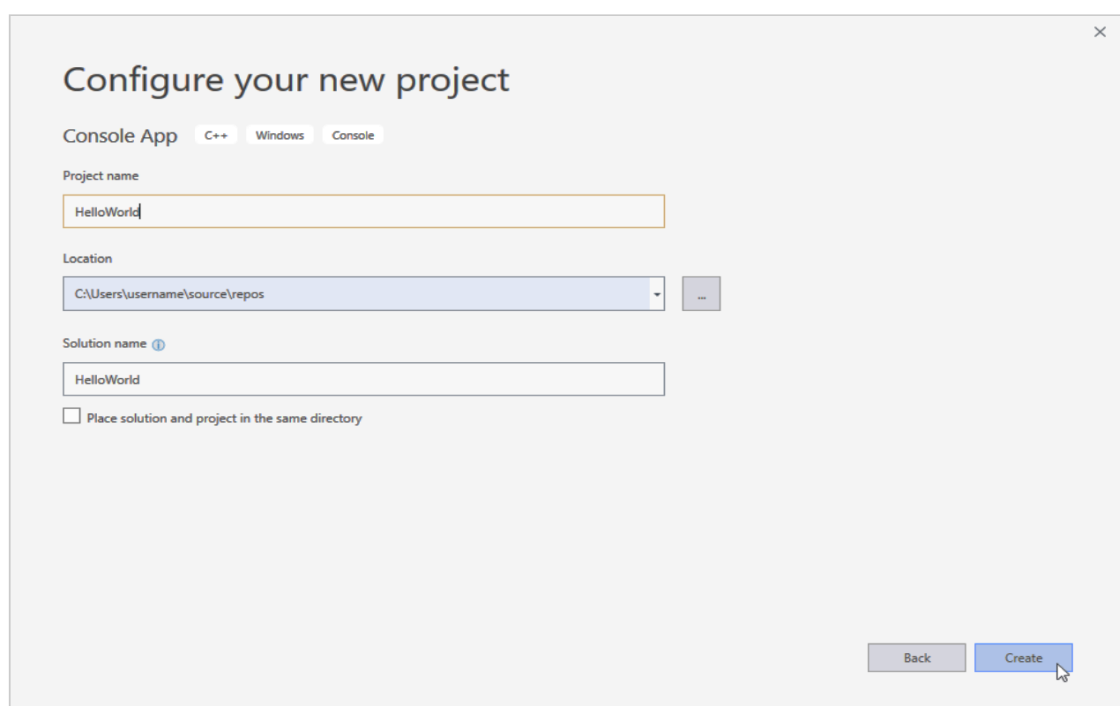 Configure your new project
Console App C++ Windows Console
Project name
HelloWorld
Location
C:\Users\username\source\repos
...
Solution name
HelloWorld
Place solution and project in the same directory
Back Create